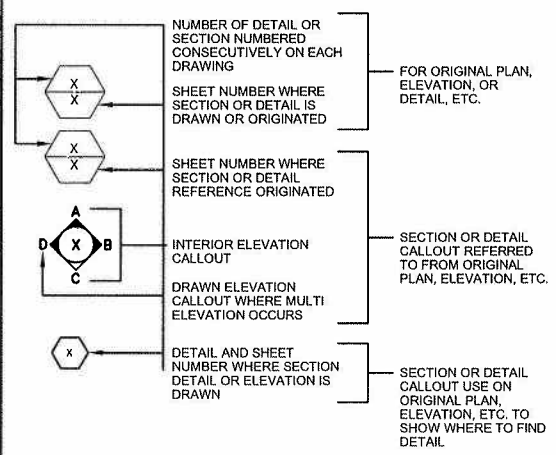 NUMBER OF DETAIL OR
SECTION NUMBERED
CONSECUTIVELY ON EACH
DRAWING
X
X
SHEET NUMBER WHERE
SECTION OR DETAIL IS
DRAWN OR ORIGINATED
FOR ORIGINAL PLAN,
ELEVATION, OR
DETAIL, ETC.
X
X
SHEET NUMBER WHERE
SECTION OR DETAIL
REFERENCE ORIGINATED
A
D X B
C
INTERIOR ELEVATION
CALLOUT
DRAWN ELEVATION
CALLOUT WHERE MULTI
ELEVATION OCCURS
SECTION OR DETAIL
CALLOUT REFERRED
TO FROM ORIGINAL
PLAN, ELEVATION, ETC.
X
DETAIL AND SHEET
NUMBER WHERE SECTION
DETAIL OR ELEVATION IS
DRAWN
SECTION OR DETAIL
CALLOUT USE ON
ORIGINAL PLAN,
ELEVATION, ETC. TO
SHOW WHERE TO FIND
DETAIL